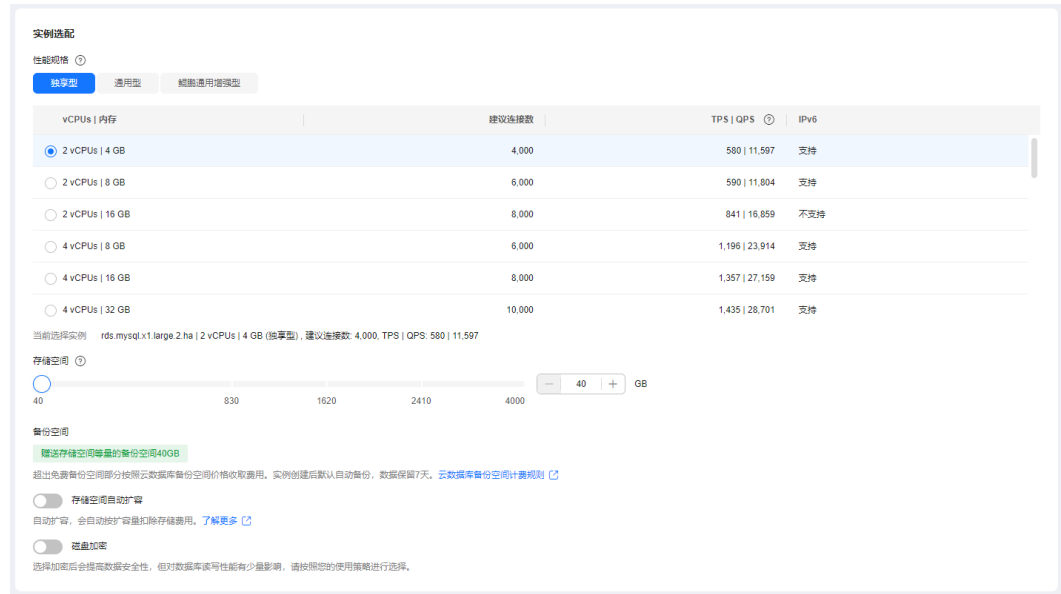 实例选配
性能规格
独享型 通用型 鲲鹏通用增强型
vCPUs | 内存 建议连接数 TPS | QPS IPv6
2 vCPUs | 4 GB 4,000 580 | 11,597 支持
2 vCPUs | 8 GB 6,000 590 | 11,804 支持
2 vCPUs | 16 GB 8,000 841 | 16,859 不支持
4 vCPUs | 8 GB 6,000 1,196 | 23,914 支持
4 vCPUs | 16 GB 8,000 1,357 | 27,159 支持
4 vCPUs | 32 GB 10,000 1,435 | 28,701 支持
当前选择实例 rds.mysql.x1.large.2.ha | 2 vCPUs | 4 GB (独享型) , 建议连接数: 4,000, TPS | QPS: 580 | 11,597
存储空间
40 GB
40 830 1620 2410 4000
备份空间
赠送存储空间等量的备份空间40GB
超出免费备份空间部分按照云数据库备份空间价格收取费用。实例创建后默认自动备份，数据保留7天。云数据库备份空间计费规则
存储空间自动扩容
自动扩容，会自动按扩容量扣除存储费用。了解更多
磁盘加密
选择加密后会提高数据安全性，但对数据库读写性能有少量影响，请按照您的使用策略进行选择。